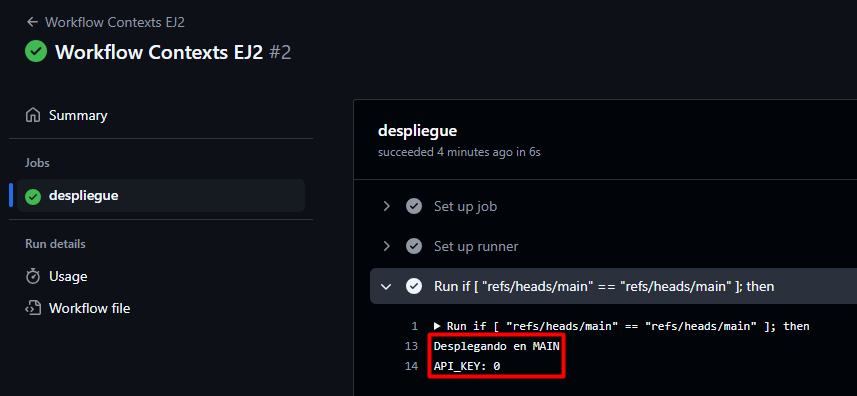 ← Workflow Contexts EJ2
Workflow Contexts EJ2 #2
Summary
Jobs
despliegue
Run details
Usage
Workflow file
despliegue
succeeded 4 minutes ago in 6s
Set up job
Set up runner
Run if [ "refs/heads/main" == "refs/heads/main" ]; then
1 ▶ Run if [ "refs/heads/main" == "refs/heads/main" ]; then
13 Desplegando en MAIN
14 API_KEY: 0